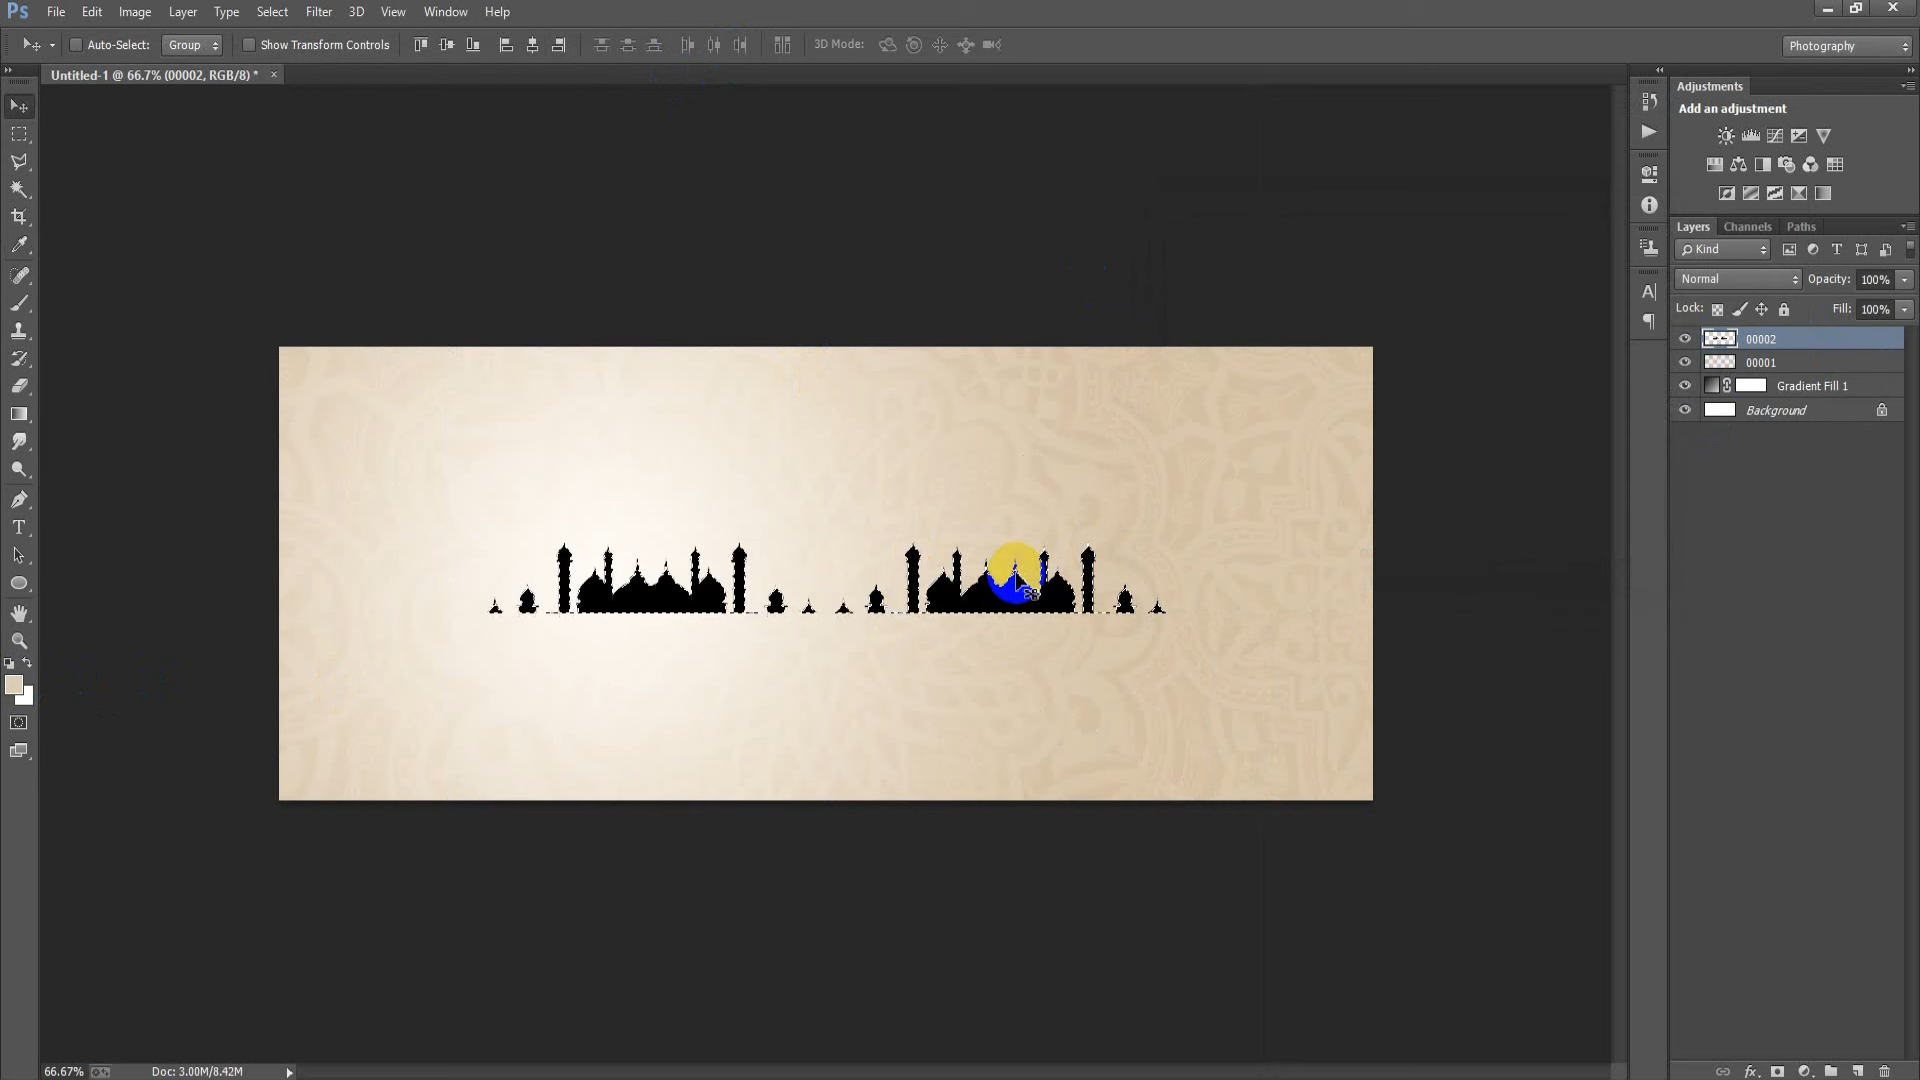 Ps File Edit Image Layer Type Select Filter 3D View Window Help
Auto-Select: Group Show Transform Controls 3D Mode: Photography
Untitled-1 @ 66.7% (00002, RGB/8) * ×
Adjustments
Add an adjustment
Layers Channels Paths
Kind
Normal Opacity: 100%
Lock: Fill: 100%
00002
00001
Gradient Fill 1
Background
66.67% Doc: 3.00M/8.42M